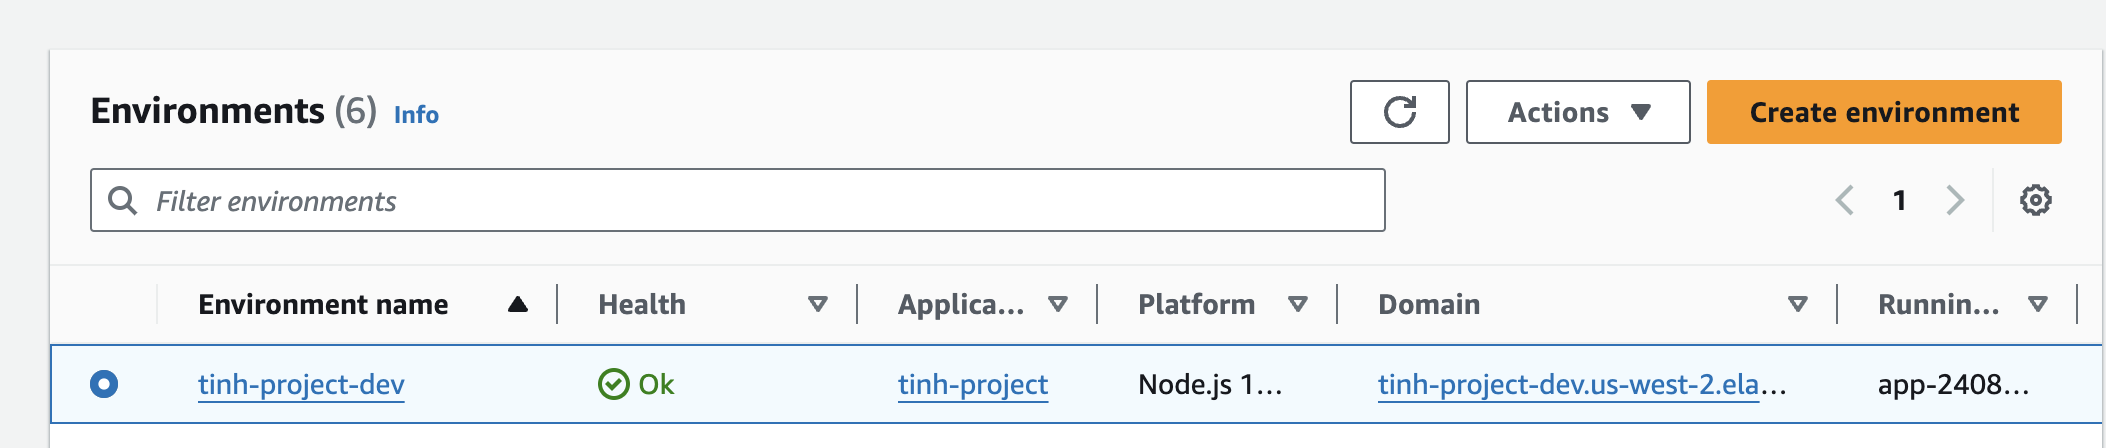 Environments (6) Info
Actions
Create environment
Filter environments
1
Environment name Health Applica... Platform Domain Runnin...
tinh-project-dev Ok tinh-project Node.js 1... tinh-project-dev.us-west-2.ela... app-2408...